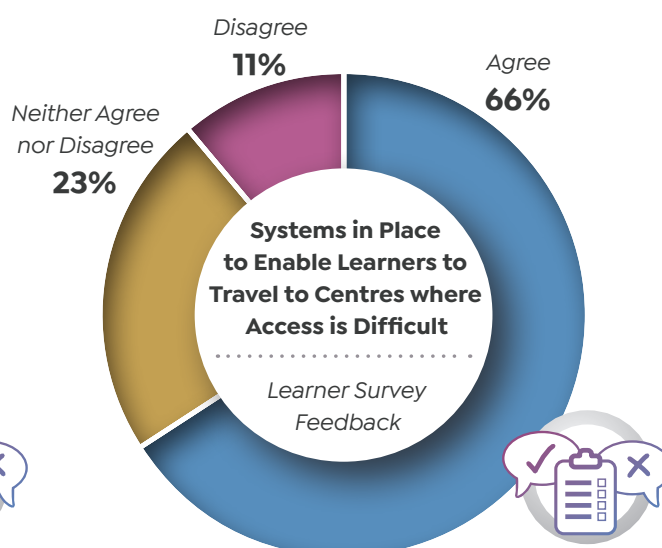 Disagree
11%
Agree
66%
Neither Agree
nor Disagree
23%
Systems in Place
to Enable Learners to
Travel to Centres where
Access is Difficult
Learner Survey
Feedback